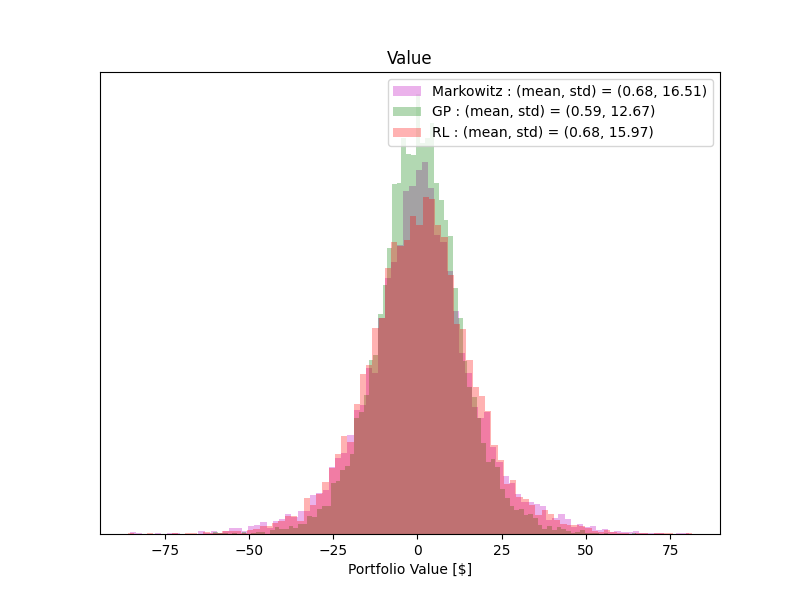 Value
Markowitz : (mean, std) = (0.68, 16.51)
GP : (mean, std) = (0.59, 12.67)
RL : (mean, std) = (0.68, 15.97)
−75 −50 −25 0 25 50 75
Portfolio Value [$]